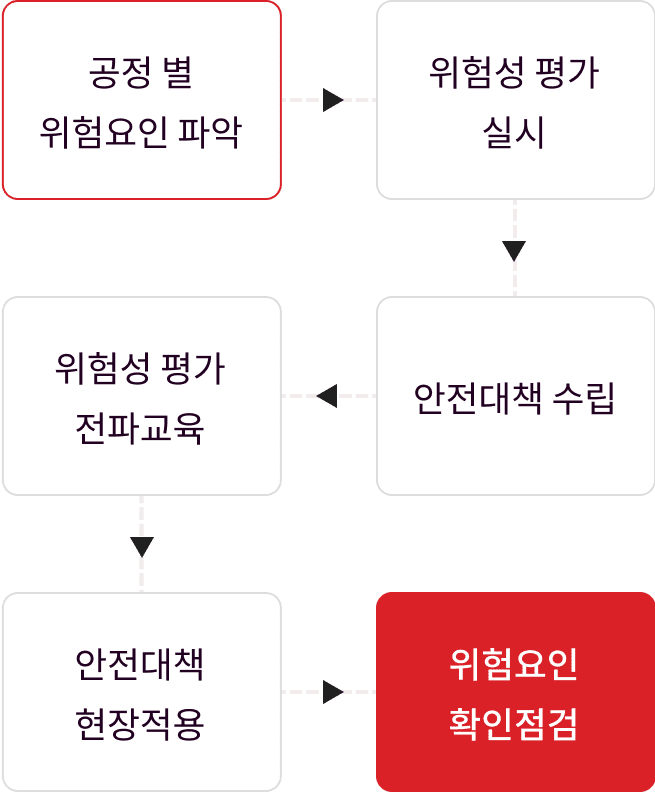 공정 별
위험요인 파악
위험성 평가
실시
안전대책 수립
위험성 평가
전파교육
안전대책
현장적용
위험요인
확인점검